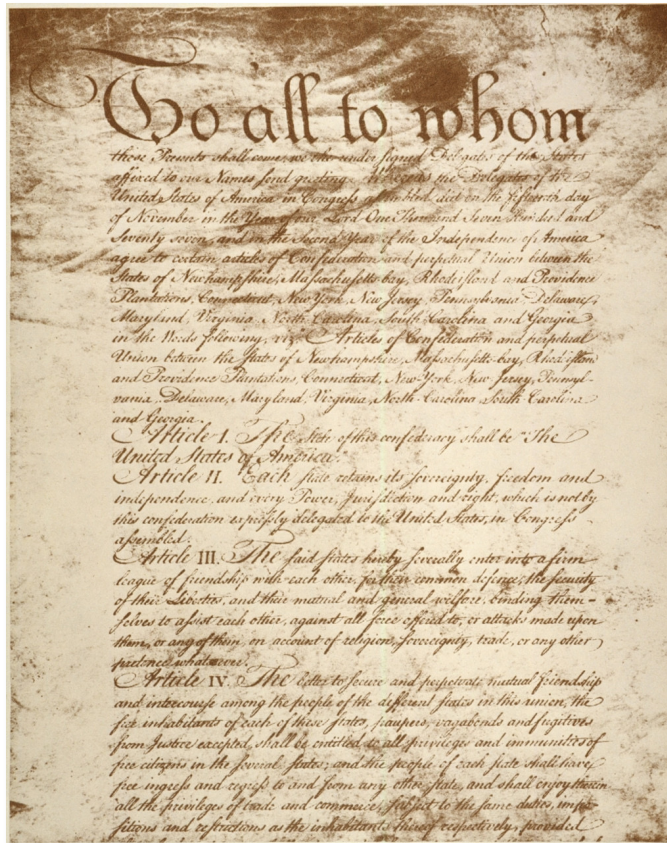 To all to whom
these Presents shall come, we the under signed Delegates of the States
affixed to our Names send greeting. Whereas the Delegates of the
United States of America in Congress assembled did on the fifteenth day
of November in the Year of our Lord One Thousand Seven Hundred and
Seventy seven, and in the Second Year of the Independence of America
agree to certain articles of Confederation and perpetual Union between the
States of Newhampshire, Massachusetts-bay, Rhodeisland and Providence
Plantations, Connecticut, New York, New Jersey, Pennsylvania, Delaware,
Maryland, Virginia, North-Carolina, South-Carolina and Georgia
in the Words following, viz. Articles of Confederation and perpetual
Union between the States of Newhampshire, Massachusetts-bay, Rhodeisland
and Providence Plantations, Connecticut, New-York, New-Jersey, Pennsyl-
vania, Delaware, Maryland, Virginia, North-Carolina South-Carolina
and Georgia.
Article I. The Stile of this confederacy shall be "The
United States of America."
Article II. Each state retains its sovereignty, freedom and
independence, and every Power, Jurisdiction and right, which is not by
this confederation expressly delegated to the United States, in Congress
assembled.
Article III. The said states hereby severally enter into a firm
league of friendship with each other, for their common defence, the security
of their Liberties, and their mutual and general welfare, binding them-
selves to assist each other, against all force offered to, or attacks made upon
them, or any of them, on account of religion, sovereignty, trade, or any other
pretence whatever.
Article IV. The better to secure and perpetuate mutual friendship
and intercourse among the people of the different states in this union, the
free inhabitants of each of these states, paupers, vagabonds and fugitives
from Justice excepted, shall be entitled to all privileges and immunities of
free citizens in the several states; and the people of each state shall have
free ingress and regress to and from any other state, and shall enjoy therein
all the privileges of trade and commerce, subject to the same duties, impo-
sitions and restrictions as the inhabitants thereof respectively, provided